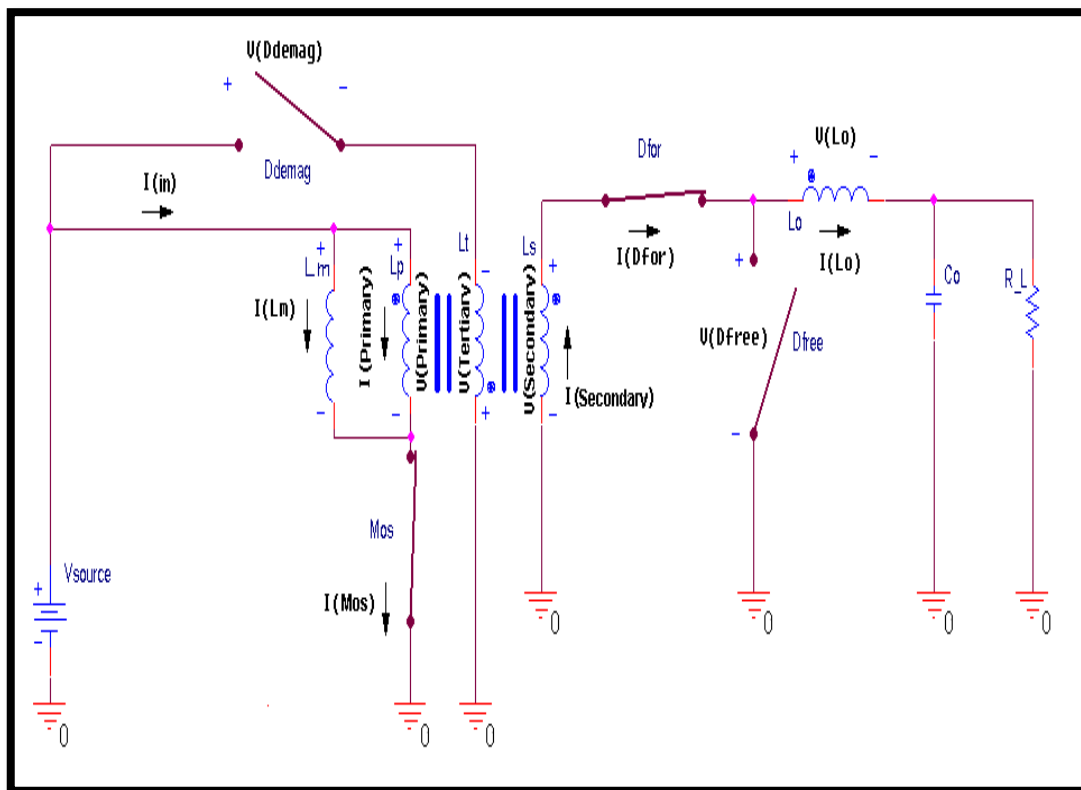 V(Ddemag)
+ -
Ddemag
I(in)
Dfor
V(Lo)
+ -
Lo
I(Lo)
I(Dfor)
+
Lm
-
I(Lm)
+
Lp
-
I(Primary)
V(Primary)
Lt
-
+
V(Tertiary)
Ls
+
-
V(Secondary)
I(Secondary)
+
V(Dfree)
Dfree
-
Co
R_L
Mos
I(Mos)
Vsource
+
-
0
0
0
0
0
0
0